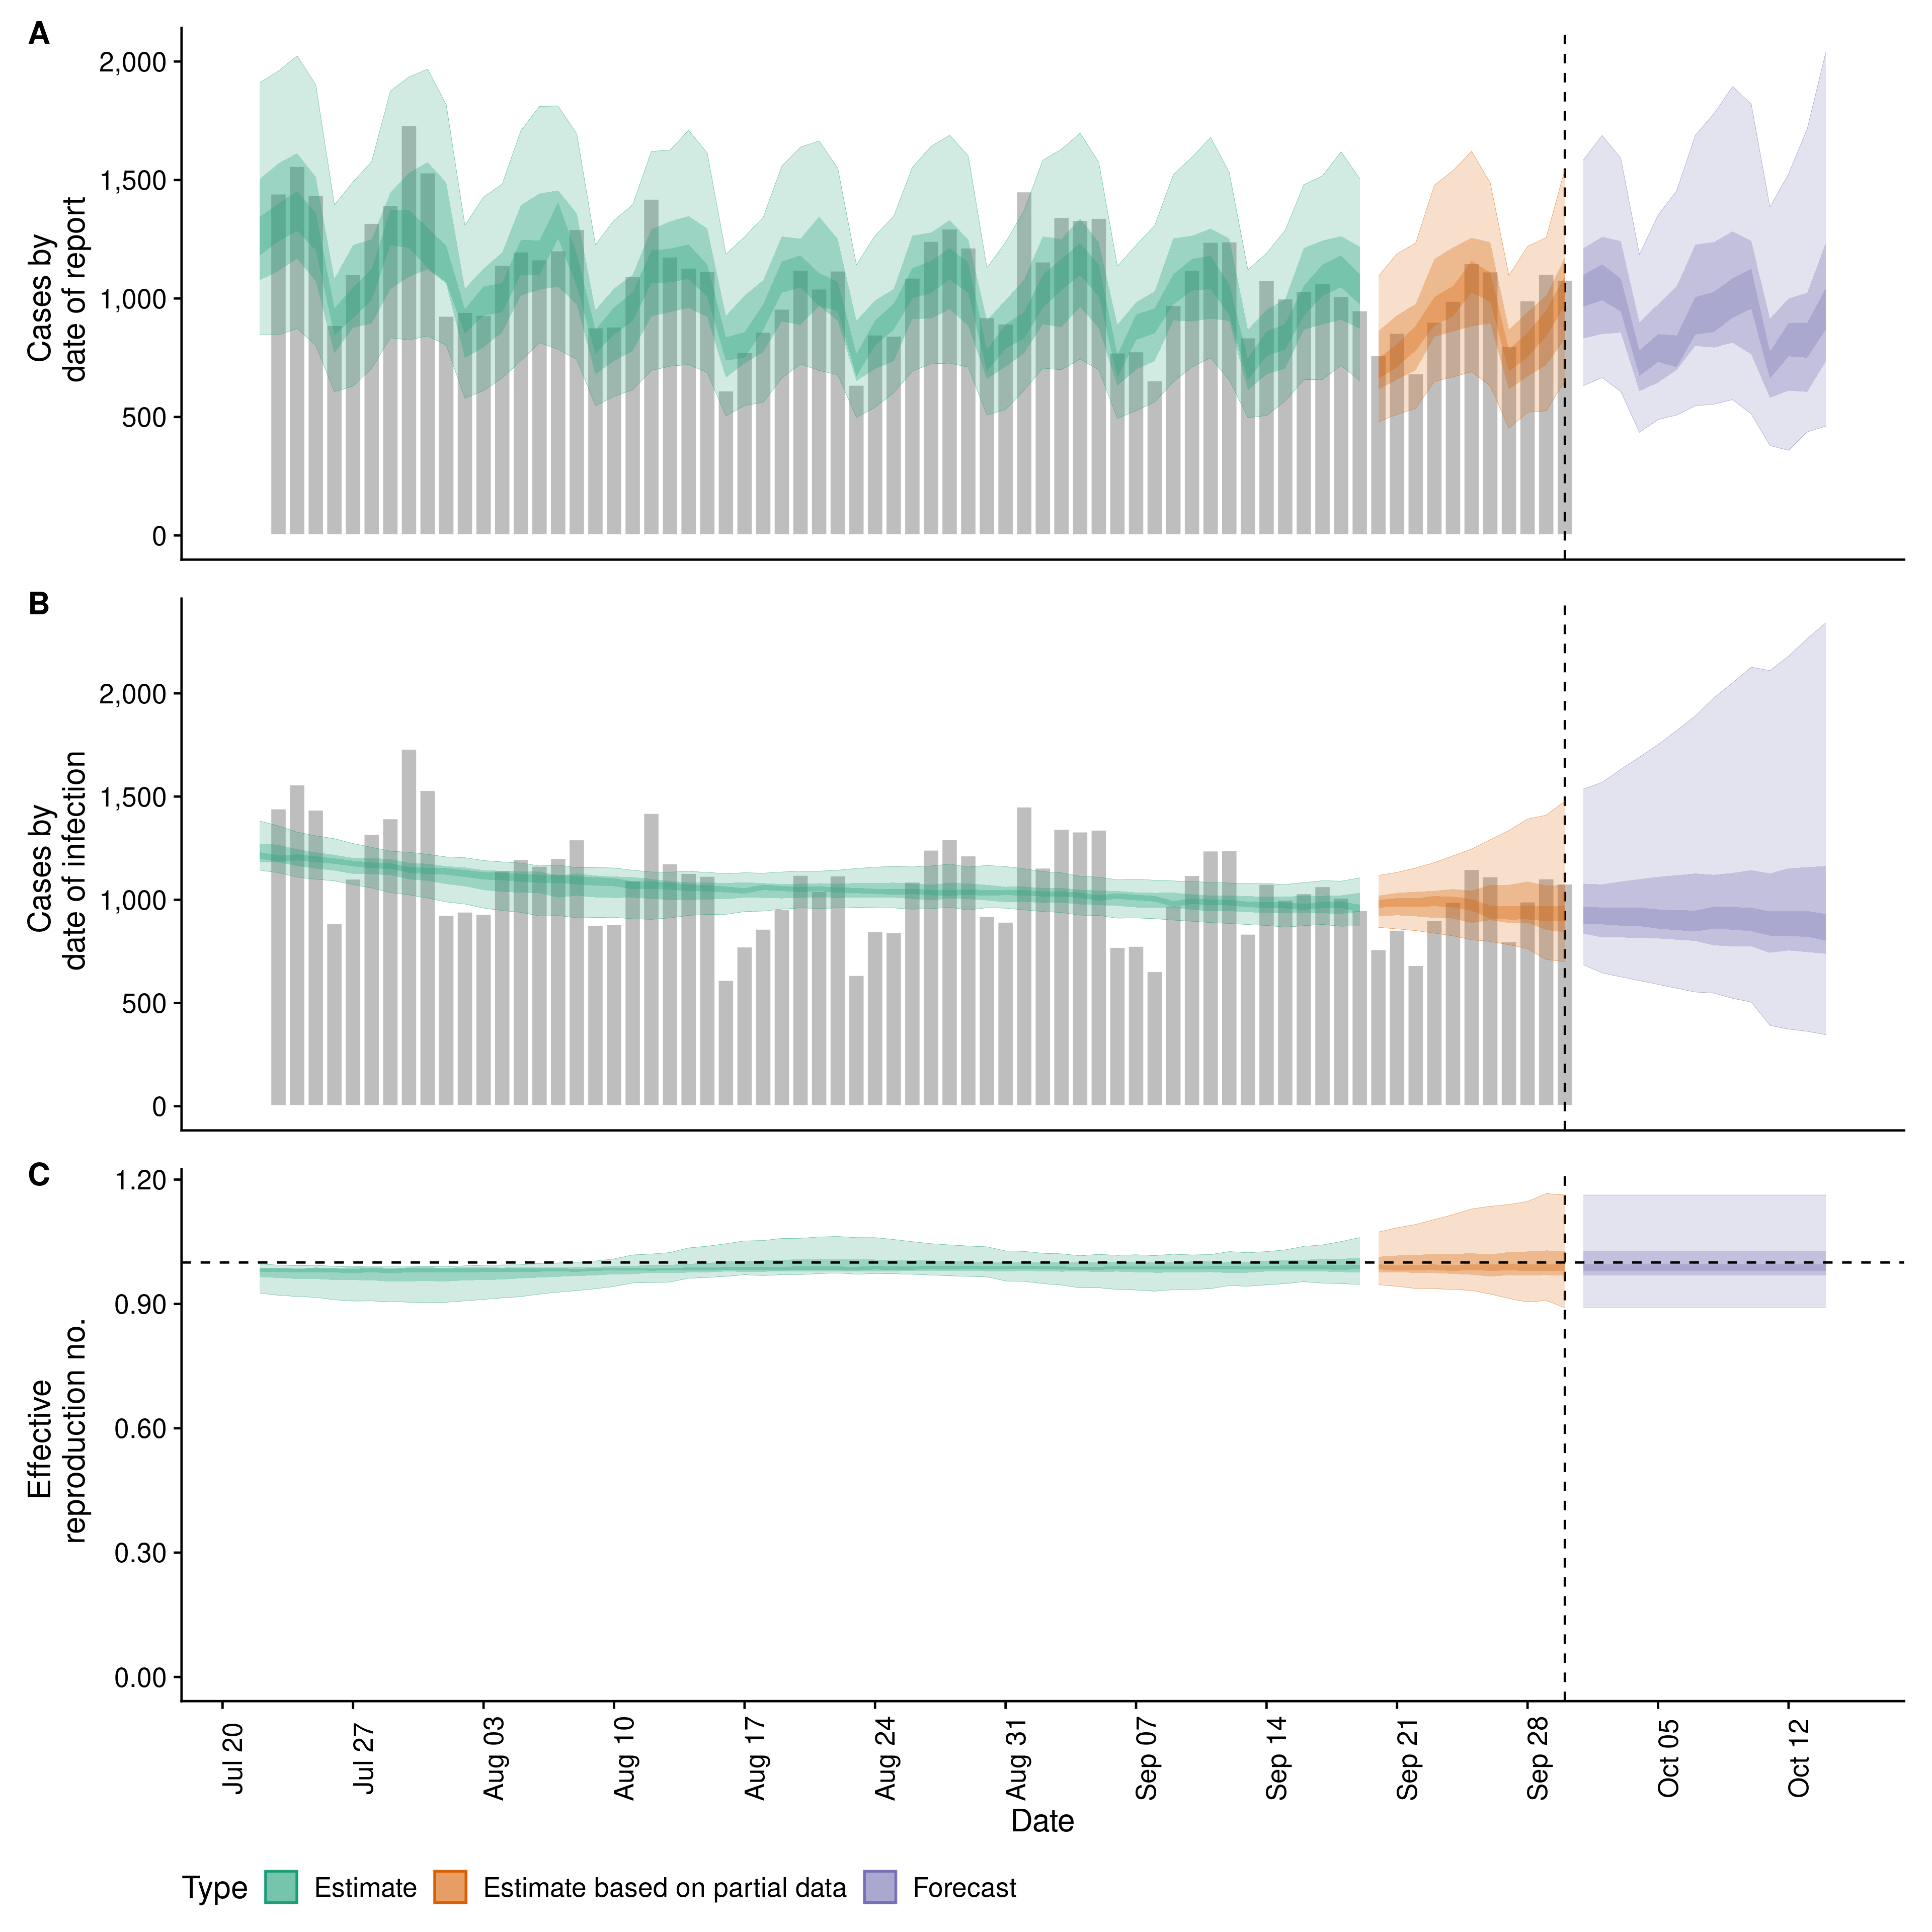 A
Cases by
date of report
2,000
1,500
1,000
500
0
B
Cases by
date of infection
2,000
1,500
1,000
500
0
C
Effective
reproduction no.
1.20
0.90
0.60
0.30
0.00
Jul 20
Jul 27
Aug 03
Aug 10
Aug 17
Aug 24
Aug 31
Sep 07
Sep 14
Sep 21
Sep 28
Oct 05
Oct 12
Date
Type Estimate Estimate based on partial data Forecast